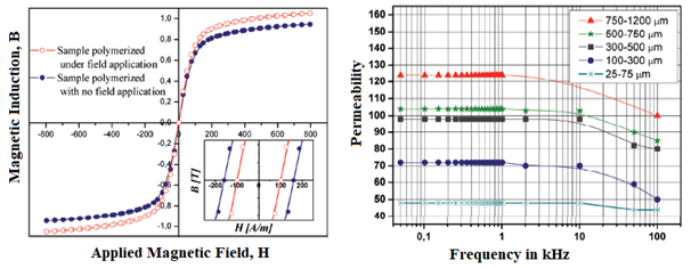 Magnetic Induction, B
1.0
0.8
0.6
0.4
0.2
0.0
-0.2
-0.4
-0.6
-0.8
-1.0
Sample polymerized
under field application
Sample polymerized
with no field application
-800 -600 -400 -200 0 200 400 600 800
B [T]
-200 -100 0 100 200
H [A/m]
Applied Magnetic Field, H
Permeability
160
150
140
130
120
110
100
90
80
70
60
50
40
750-1200 µm
500-750 µm
300-500 µm
100-300 µm
25-75 µm
0,1 1 10 100
Frequency in kHz